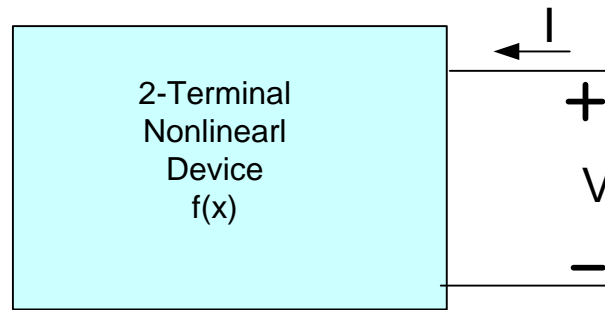 I
2-Terminal
Nonlinearl
Device
f(x)
+
V
−